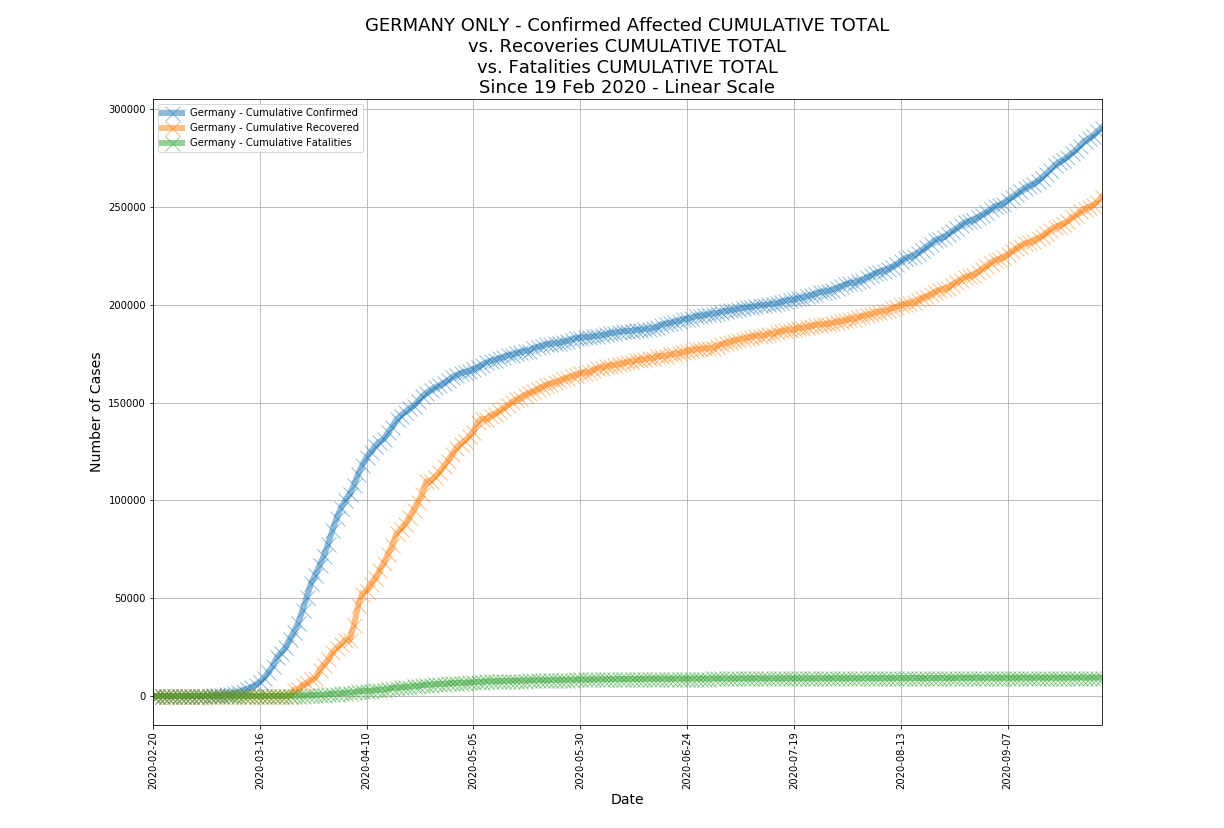 GERMANY ONLY - Confirmed Affected CUMULATIVE TOTAL
vs. Recoveries CUMULATIVE TOTAL
vs. Fatalities CUMULATIVE TOTAL
Since 19 Feb 2020 - Linear Scale
Germany - Cumulative Confirmed
Germany - Cumulative Recovered
Germany - Cumulative Fatalities
Number of Cases
300000
250000
200000
150000
100000
50000
0
2020-02-20
2020-03-16
2020-04-10
2020-05-05
2020-05-30
2020-06-24
2020-07-19
2020-08-13
2020-09-07
Date